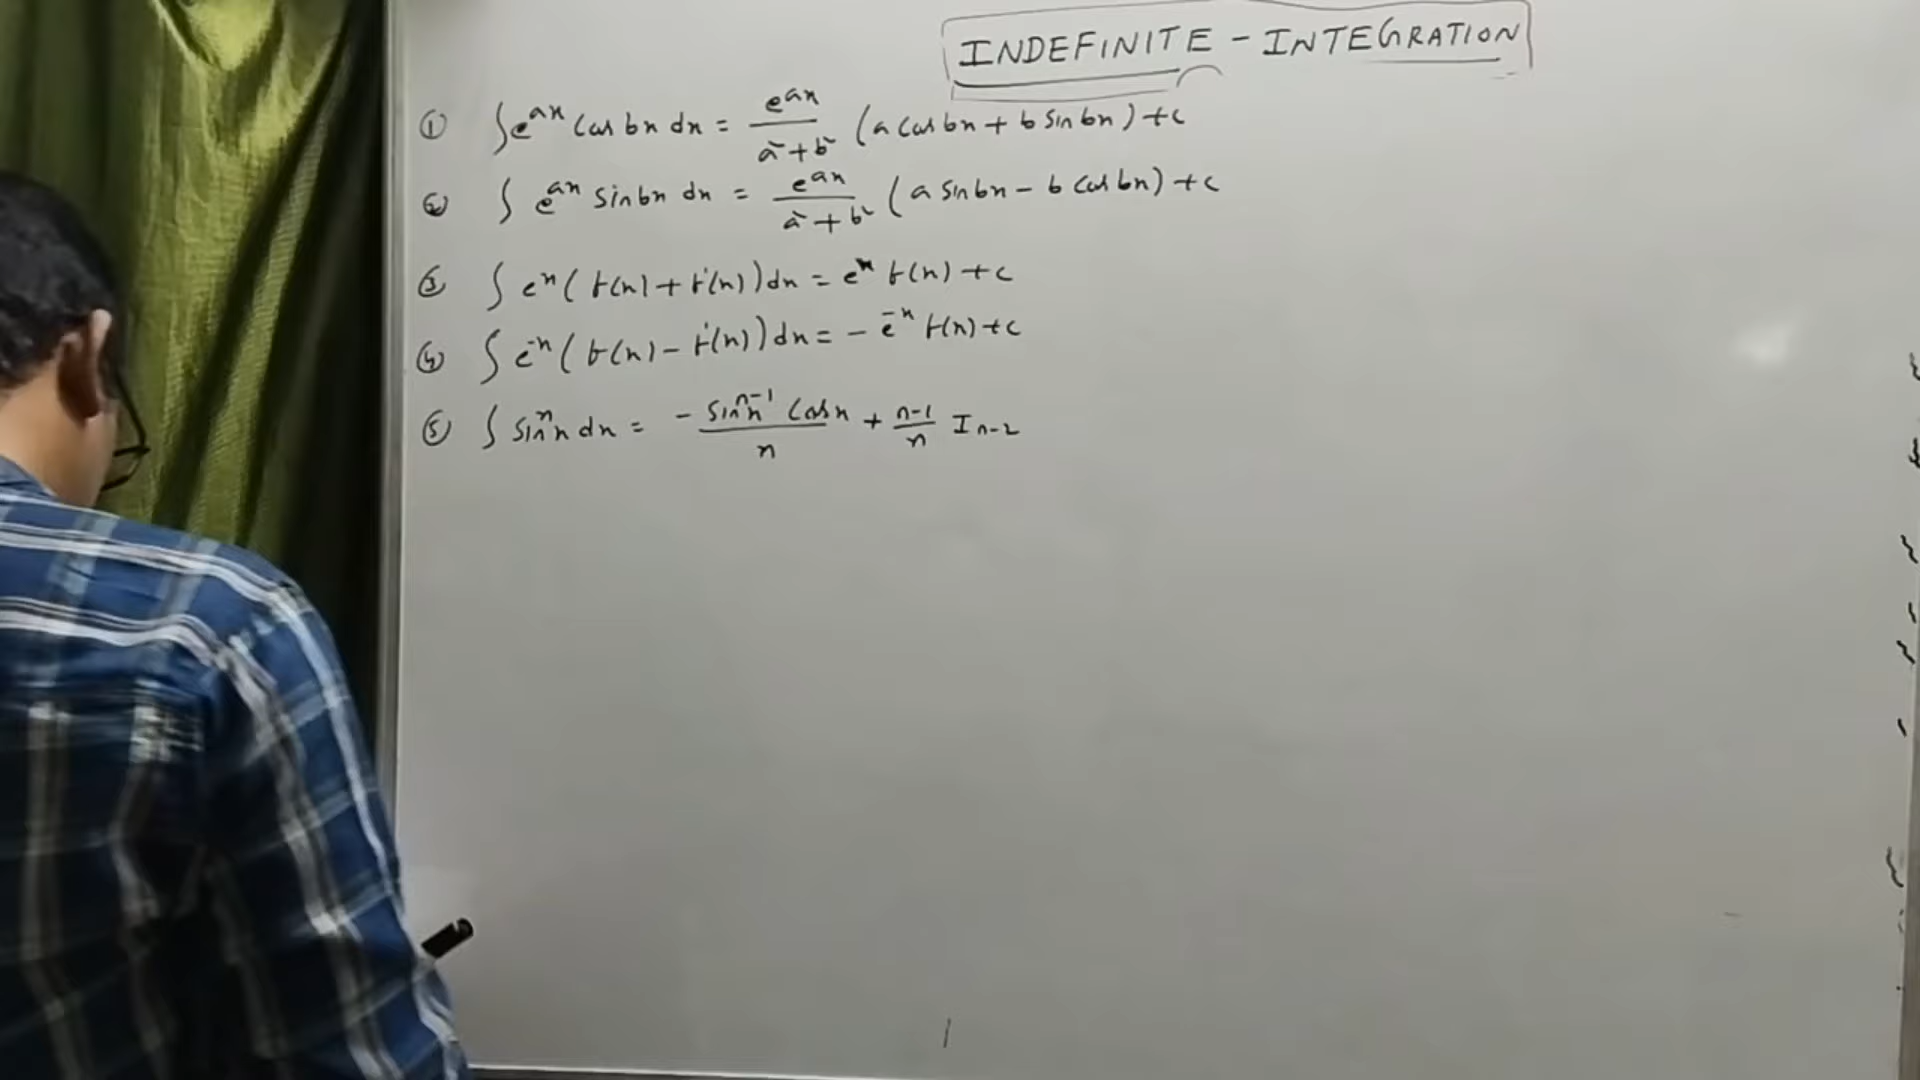 INDEFINITE - INTEGRATION
① ∫e^{ax} cos bx dx = e^{ax}/(a²+b²) (a cos bx + b sin bx) + c
② ∫ e^{ax} sin bx dx = e^{ax}/(a²+b²) (a sin bx - b cos bx) + c
③ ∫ e^x (f(x) + f'(x)) dx = e^x f(x) + c
④ ∫ e^{-x} (f(x) - f'(x)) dx = - e^{-x} f(x) + c
⑤ ∫ sin^n x dx = - sin^{n-1}x cos x / n + (n-1)/n I_{n-2}